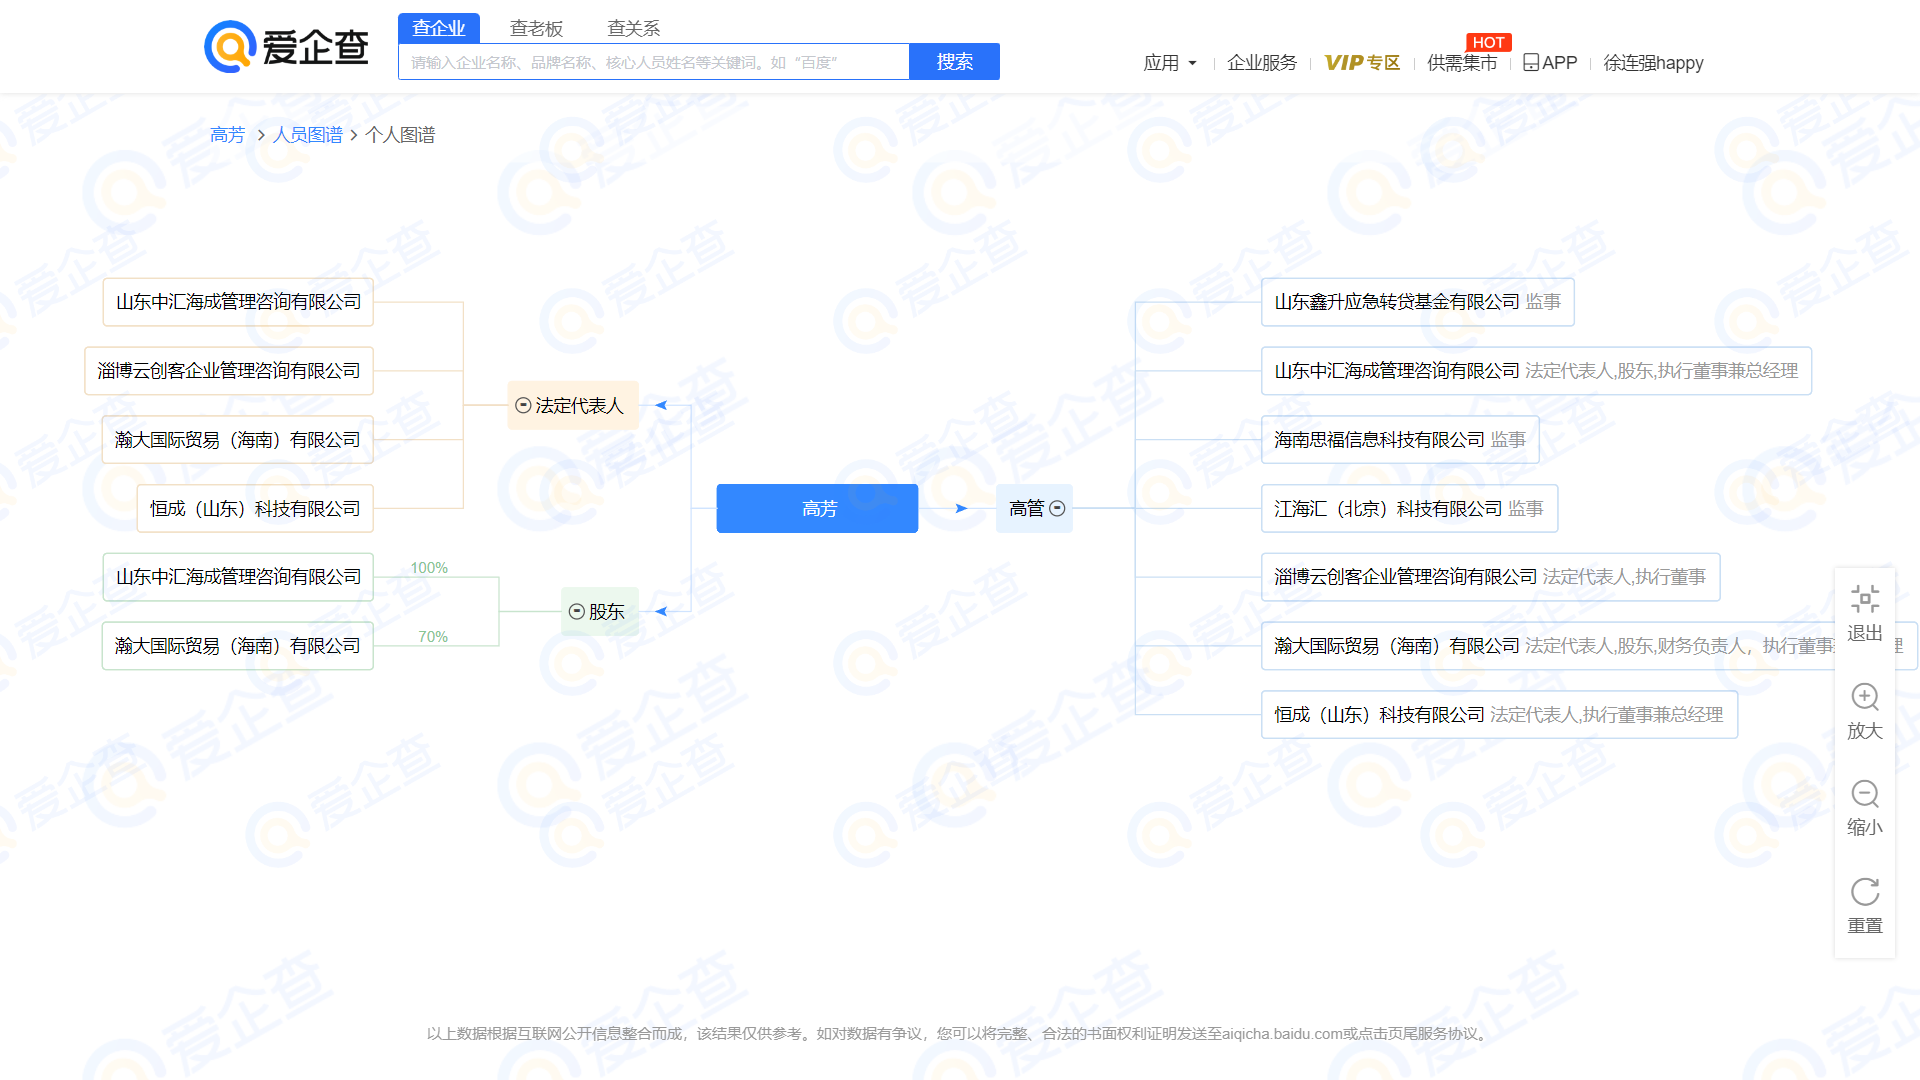 爱企查
查企业
查老板
查关系
请输入企业名称、品牌名称、核心人员姓名等关键词。如“百度”
搜索
应用
企业服务
VIP专区
供需集市
HOT
APP
徐连强happy
高芳 > 人员图谱 > 个人图谱
山东中汇海成管理咨询有限公司
淄博云创客企业管理咨询有限公司
瀚大国际贸易（海南）有限公司
恒成（山东）科技有限公司
法定代表人
山东中汇海成管理咨询有限公司
100%
瀚大国际贸易（海南）有限公司
70%
股东
高芳
高管
山东鑫升应急转贷基金有限公司 监事
山东中汇海成管理咨询有限公司 法定代表人,股东,执行董事兼总经理
海南思福信息科技有限公司 监事
江海汇（北京）科技有限公司 监事
淄博云创客企业管理咨询有限公司 法定代表人,执行董事
瀚大国际贸易（海南）有限公司 法定代表人,股东,财务负责人，执行董事 理
恒成（山东）科技有限公司 法定代表人,执行董事兼总经理
退出
放大
缩小
重置
以上数据根据互联网公开信息整合而成，该结果仅供参考。如对数据有争议，您可以将完整、合法的书面权利证明发送至aiqicha.baidu.com或点击页尾服务协议。